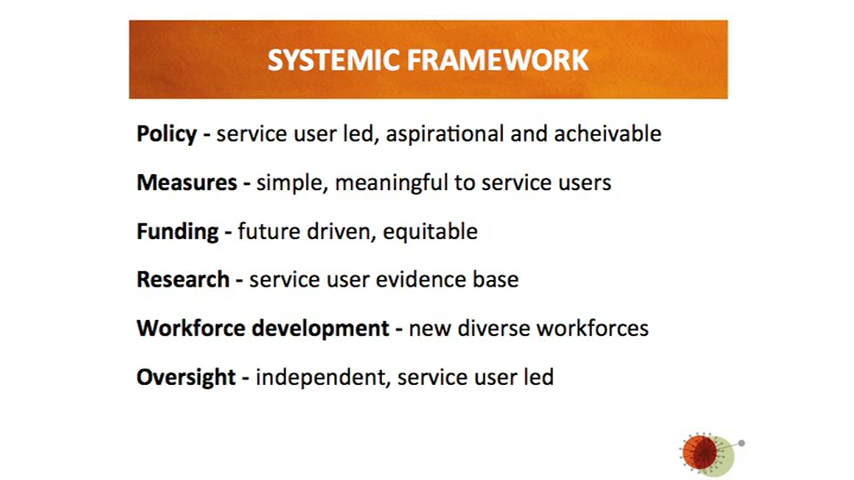 SYSTEMIC FRAMEWORK
Policy - service user led, aspirational and acheivable
Measures - simple, meaningful to service users
Funding - future driven, equitable
Research - service user evidence base
Workforce development - new diverse workforces
Oversight - independent, service user led